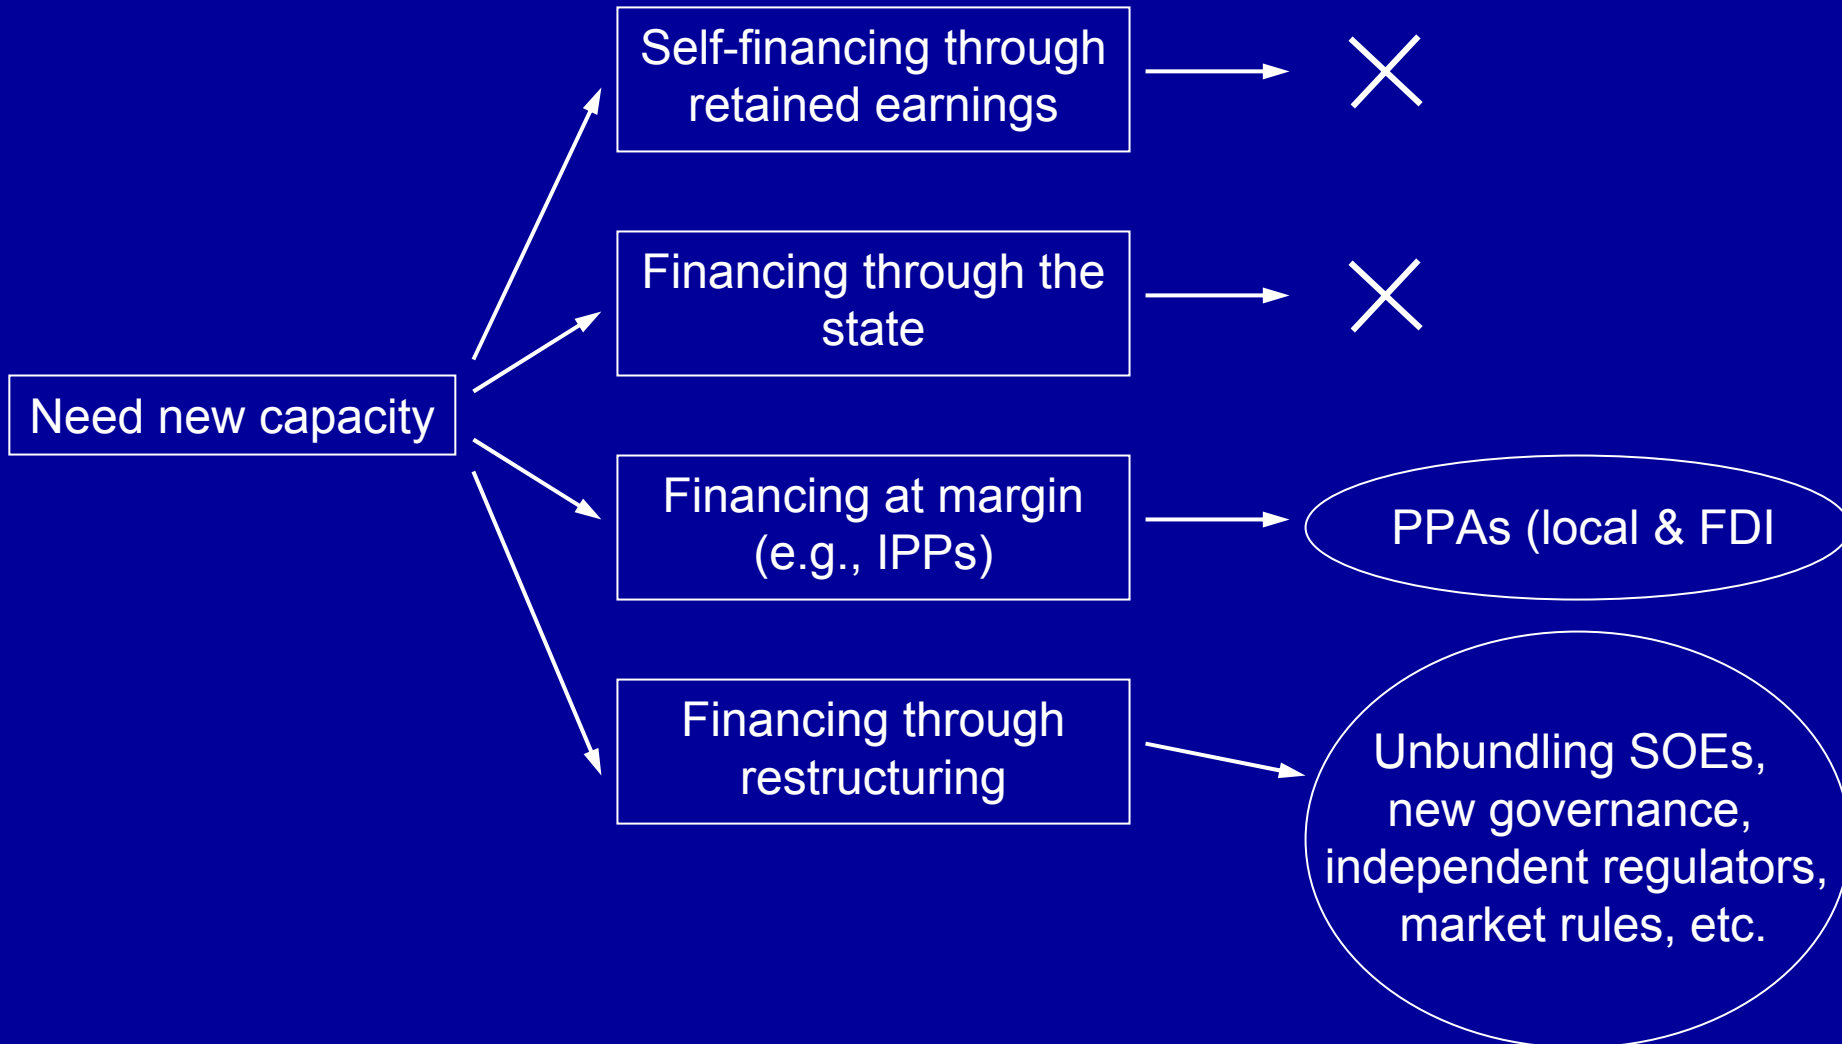 Self-financing through
retained earnings
Financing through the
state
Need new capacity
Financing at margin
(e.g., IPPs)
PPAs (local & FDI
Financing through
restructuring
Unbundling SOEs,
new governance,
independent regulators,
market rules, etc.